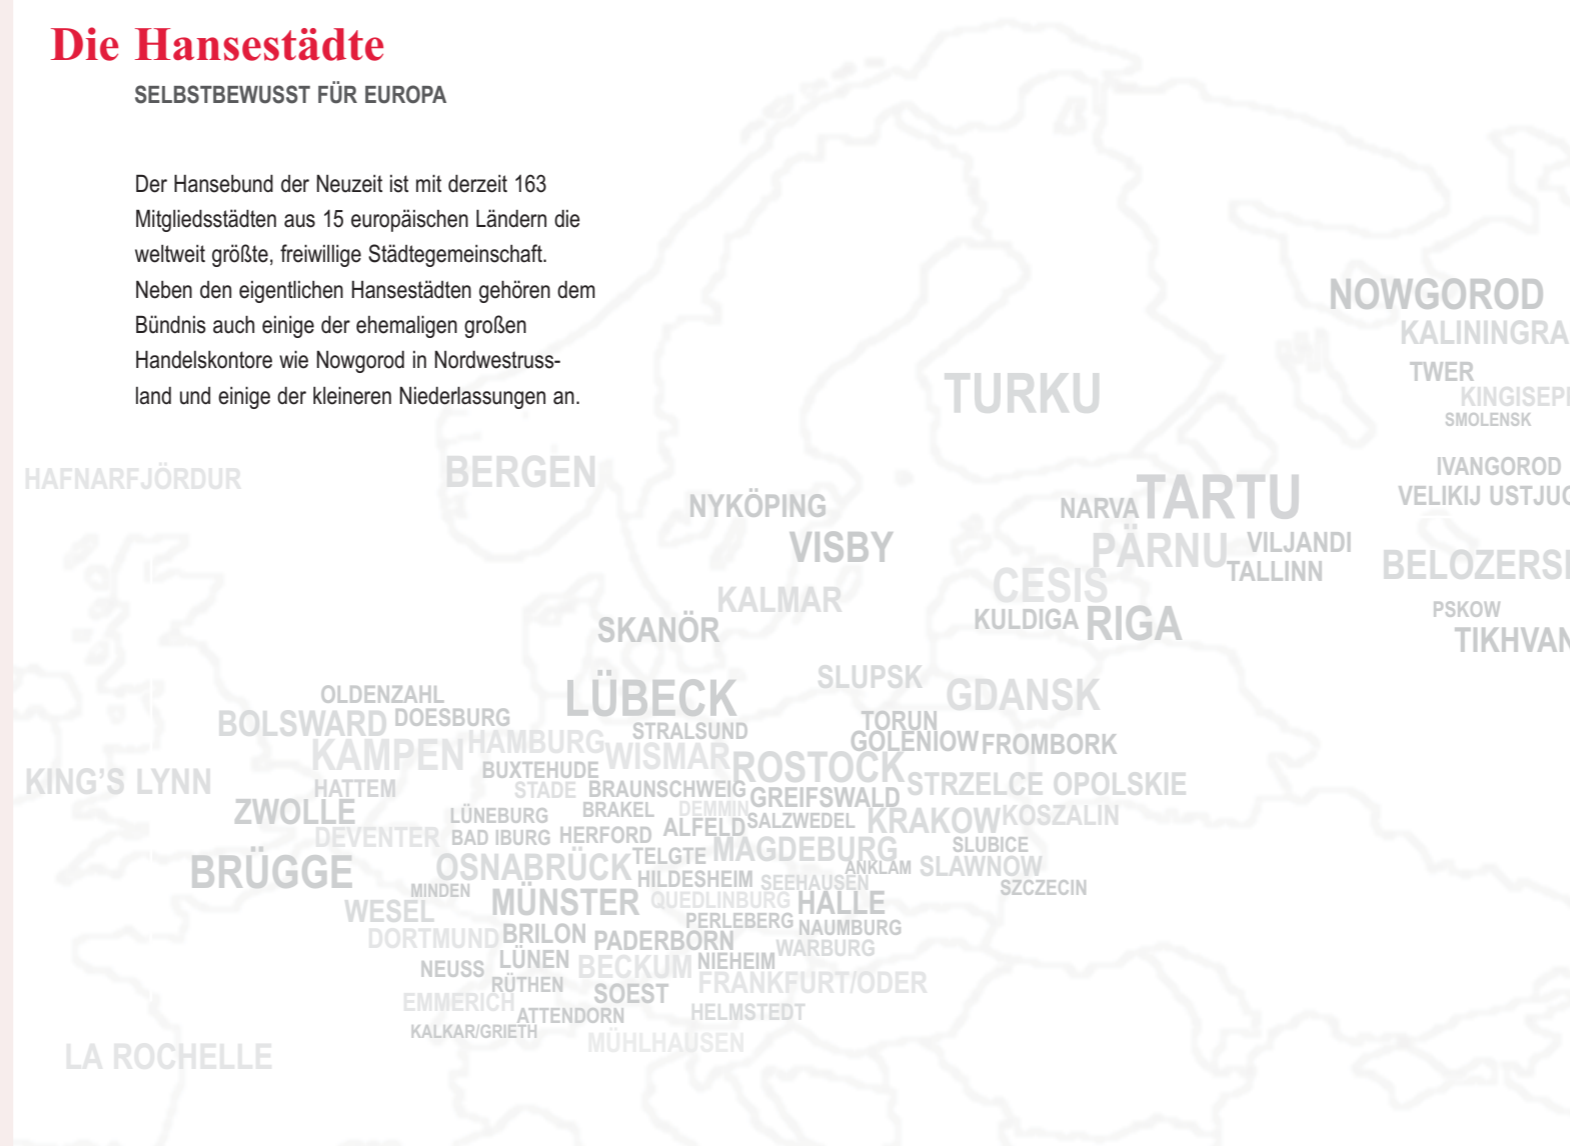 Die Hansestädte
SELBSTBEWUSST FÜR EUROPA
Der Hansebund der Neuzeit ist mit derzeit 163
Mitgliedsstädten aus 15 europäischen Ländern die
weltweit größte, freiwillige Städtegemeinschaft.
Neben den eigentlichen Hansestädten gehören dem
Bündnis auch einige der ehemaligen großen
Handelskontore wie Nowgorod in Nordwestruss-
land und einige der kleineren Niederlassungen an.
NOWGOROD
KALININGRA
TWER
KINGISEPP
SMOLENSK
TURKU
IVANGOROD
VELIKIJ USTJUG
HAFNARFJÖRDUR
BERGEN
NYKÖPING
NARVA
TARTU
VISBY
PÄRNU
VILJANDI
TALLINN
BELOZERSK
KALMAR
CESIS
KULDIGA
RIGA
PSKOW
TIKHVAN
SKANÖR
SLUPSK
GDANSK
OLDENZAHL
LÜBECK
BOLSWARD
DOESBURG
STRALSUND
TORUN
GOLENIOW
FROMBORK
KAMPEN
HAMBURG
WISMAR
ROSTOCK
KING'S LYNN
BUXTEHUDE
HATTEM
STADE
BRAUNSCHWEIG
GREIFSWALD
STRZELCE OPOLSKIE
ZWOLLE
LÜNEBURG
BRAKEL
DEMMIN
SALZWEDEL
KRAKOW
KOSZALIN
DEVENTER
BAD IBURG
HERFORD
ALFELD
SLUBICE
BRÜGGE
OSNABRÜCK
TELGTE
MAGDEBURG
ANKLAM
SLAWNOW
MINDEN
HILDESHEIM
SEEHAUSEN
SZCZECIN
WESEL
MÜNSTER
QUEDLINBURG
HALLE
PERLEBERG
NAUMBURG
DORTMUND
BRILON
PADERBORN
WARBURG
NEUSS
LÜNEN
BECKUM
NIEHEIM
RÜTHEN
SOEST
FRANKFURT/ODER
EMMERICH
ATTENDORN
HELMSTEDT
KALKAR/GRIETH
MÜHLHAUSEN
LA ROCHELLE